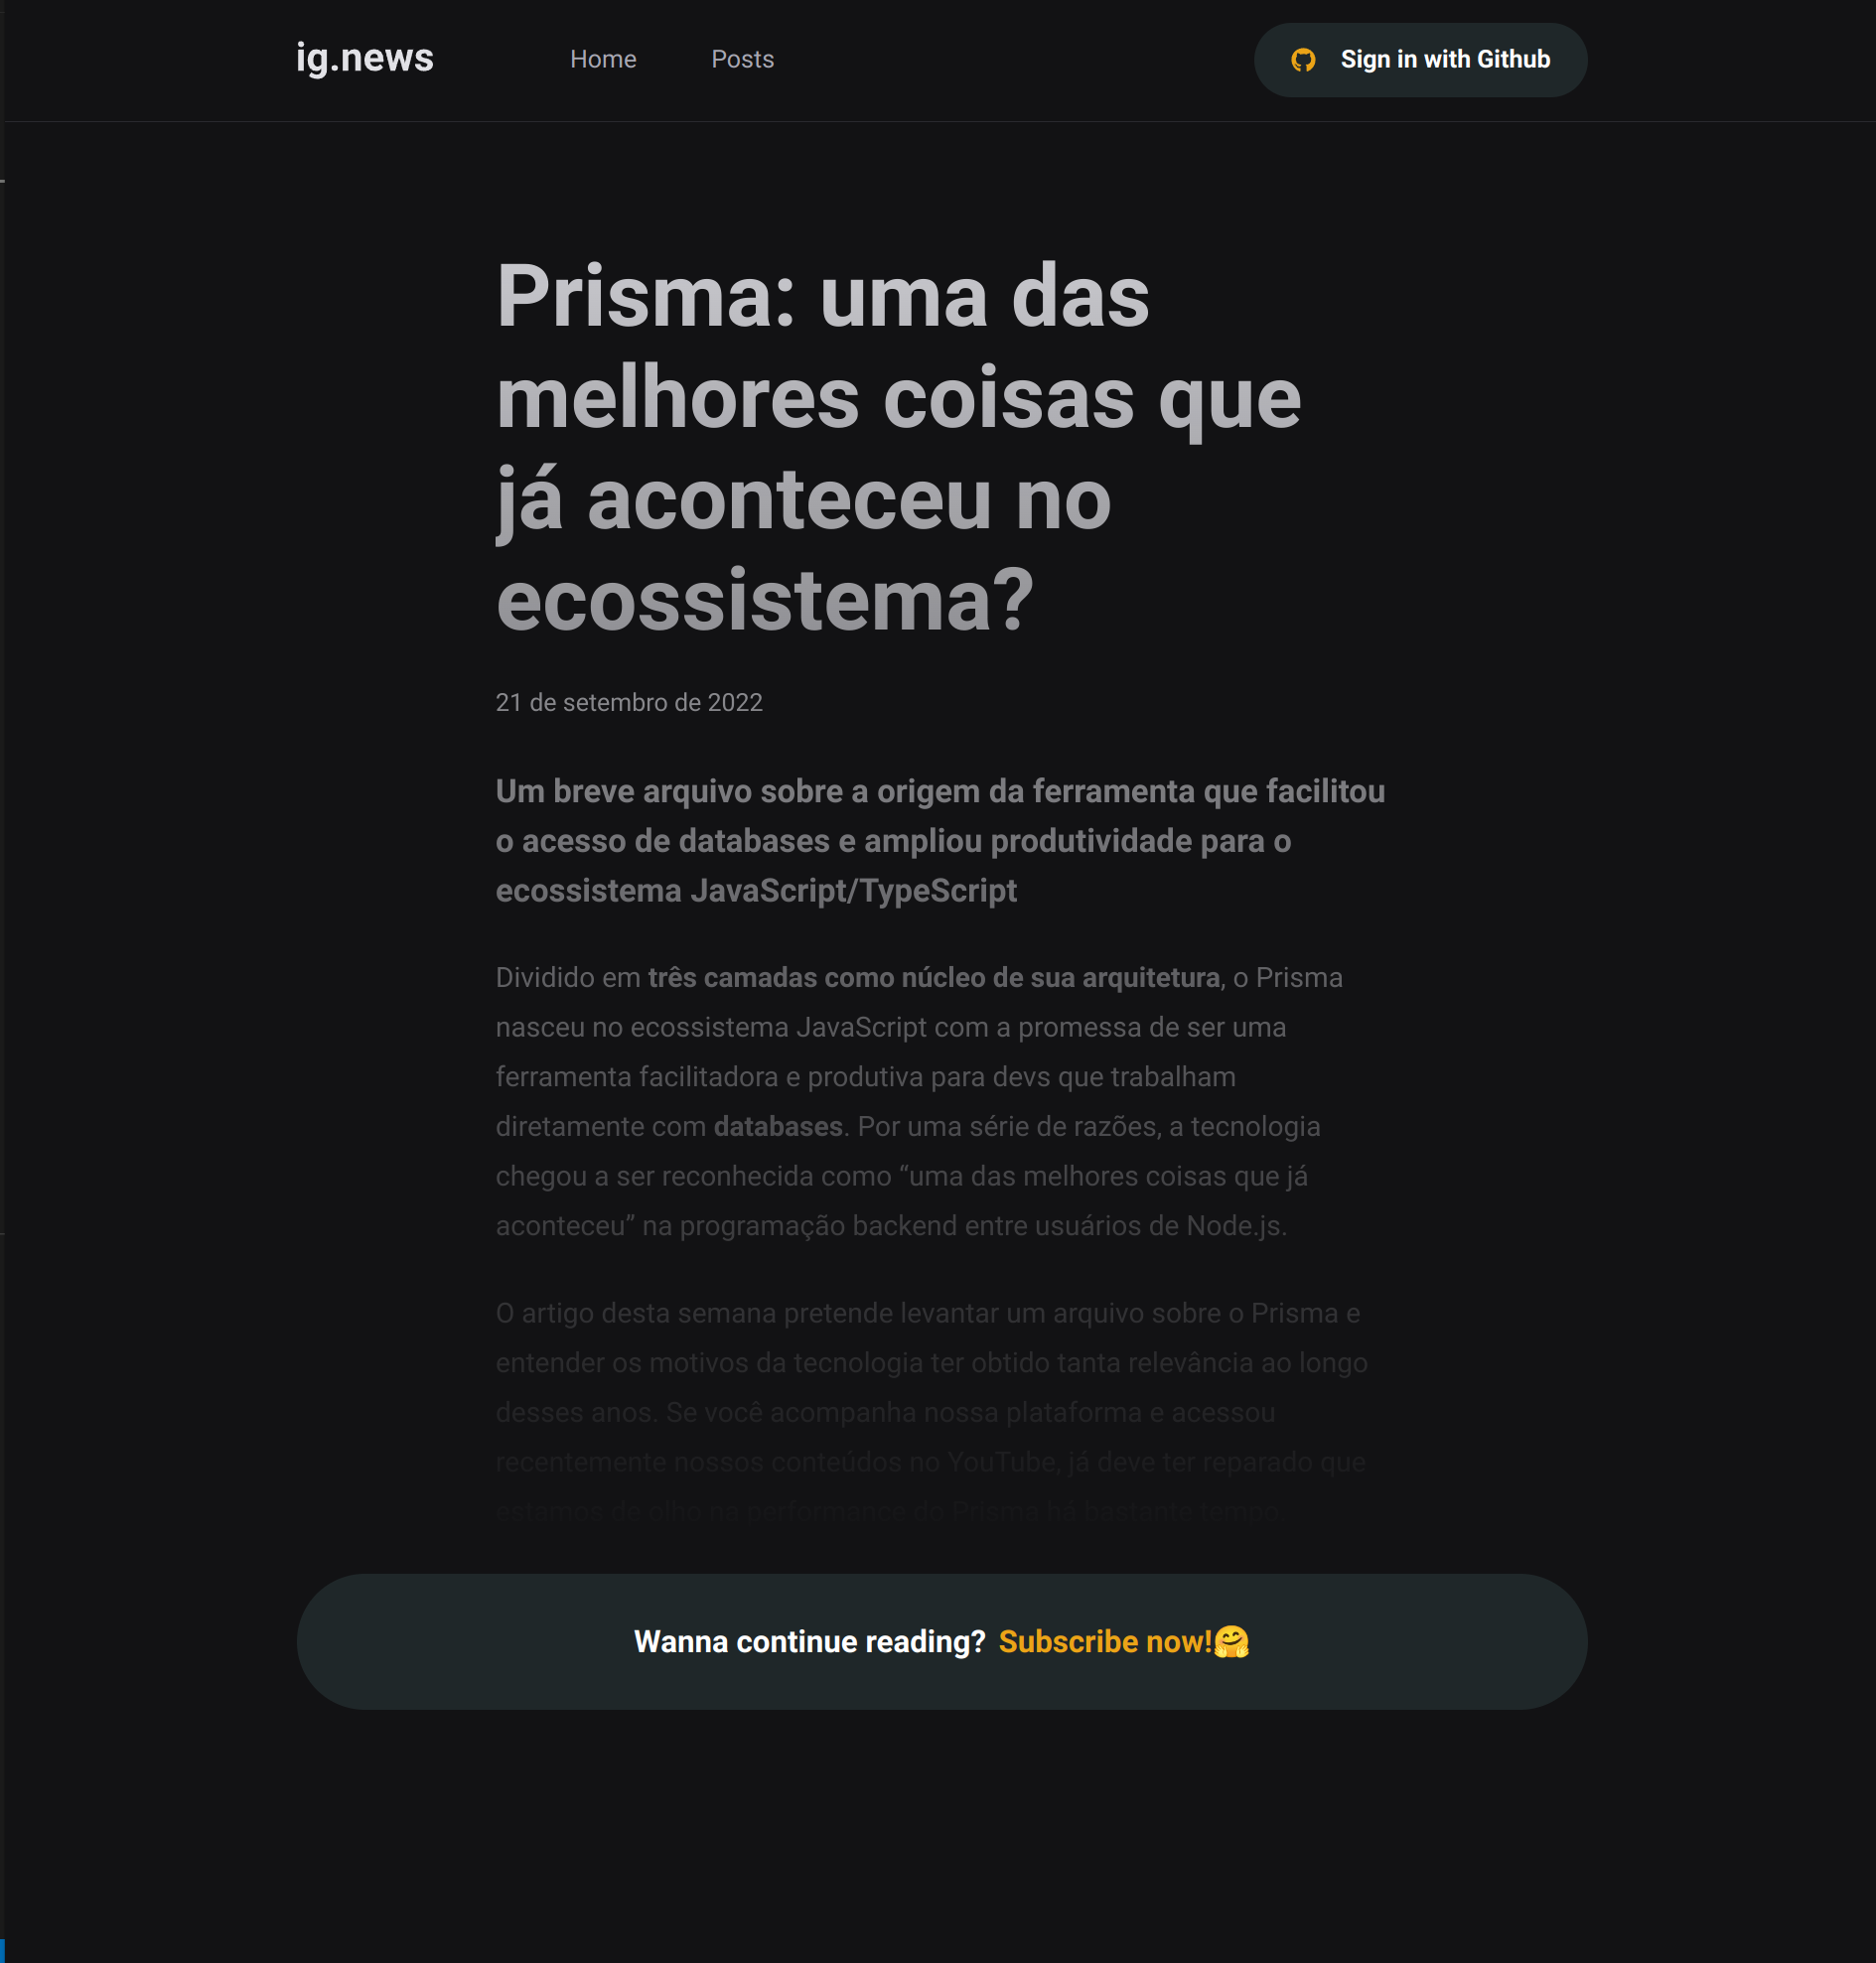 ig.news
Home
Posts
Sign in with Github
Prisma: uma das
melhores coisas que
já aconteceu no
ecossistema?
21 de setembro de 2022
Um breve arquivo sobre a origem da ferramenta que facilitou
o acesso de databases e ampliou produtividade para o
ecossistema JavaScript/TypeScript
Dividido em três camadas como núcleo de sua arquitetura, o Prisma
nasceu no ecossistema JavaScript com a promessa de ser uma
ferramenta facilitadora e produtiva para devs que trabalham
diretamente com databases. Por uma série de razões, a tecnologia
chegou a ser reconhecida como “uma das melhores coisas que já
aconteceu” na programação backend entre usuários de Node.js.
O artigo desta semana pretende levantar um arquivo sobre o Prisma e
entender os motivos da tecnologia ter obtido tanta relevância ao longo
desses anos. Se você acompanha nossa plataforma e acessou
recentemente nossos conteúdos no YouTube, já deve ter reparado que
estamos de olho na performance do Prisma há bastante tempo
Wanna continue reading? Subscribe now!🤗